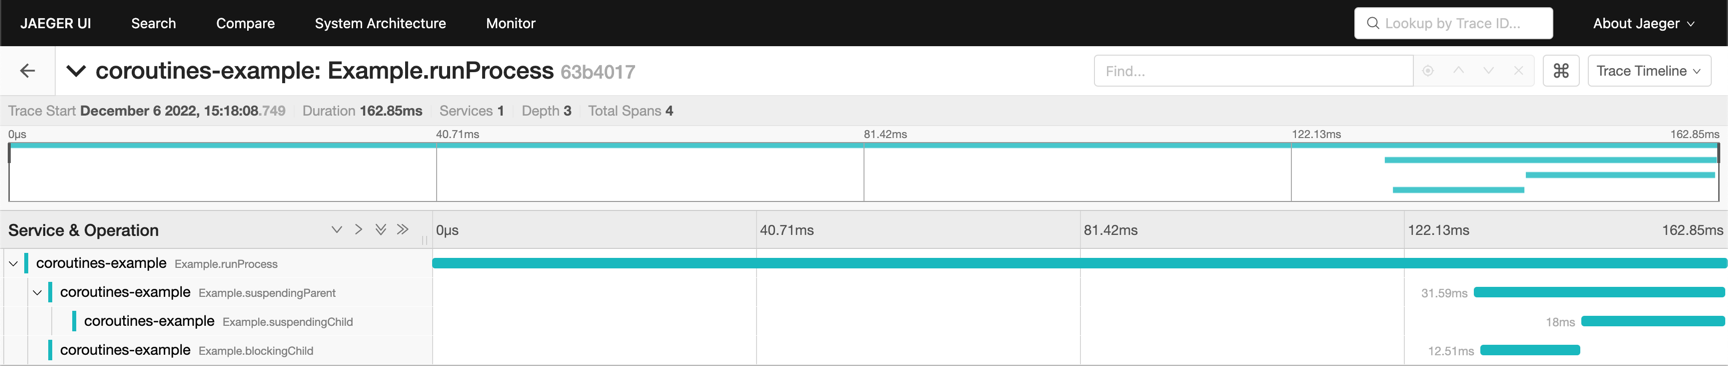 JAEGER UI Search Compare System Architecture Monitor Lookup by Trace ID... About Jaeger
coroutines-example: Example.runProcess 63b4017 Find... ⌘ Trace Timeline
Trace Start December 6 2022, 15:18:08.749 Duration 162.85ms Services 1 Depth 3 Total Spans 4
0μs 40.71ms 81.42ms 122.13ms 162.85ms
Service & Operation 0μs 40.71ms 81.42ms 122.13ms 162.85ms
coroutines-example Example.runProcess
coroutines-example Example.suspendingParent 31.59ms
coroutines-example Example.suspendingChild 18ms
coroutines-example Example.blockingChild 12.51ms